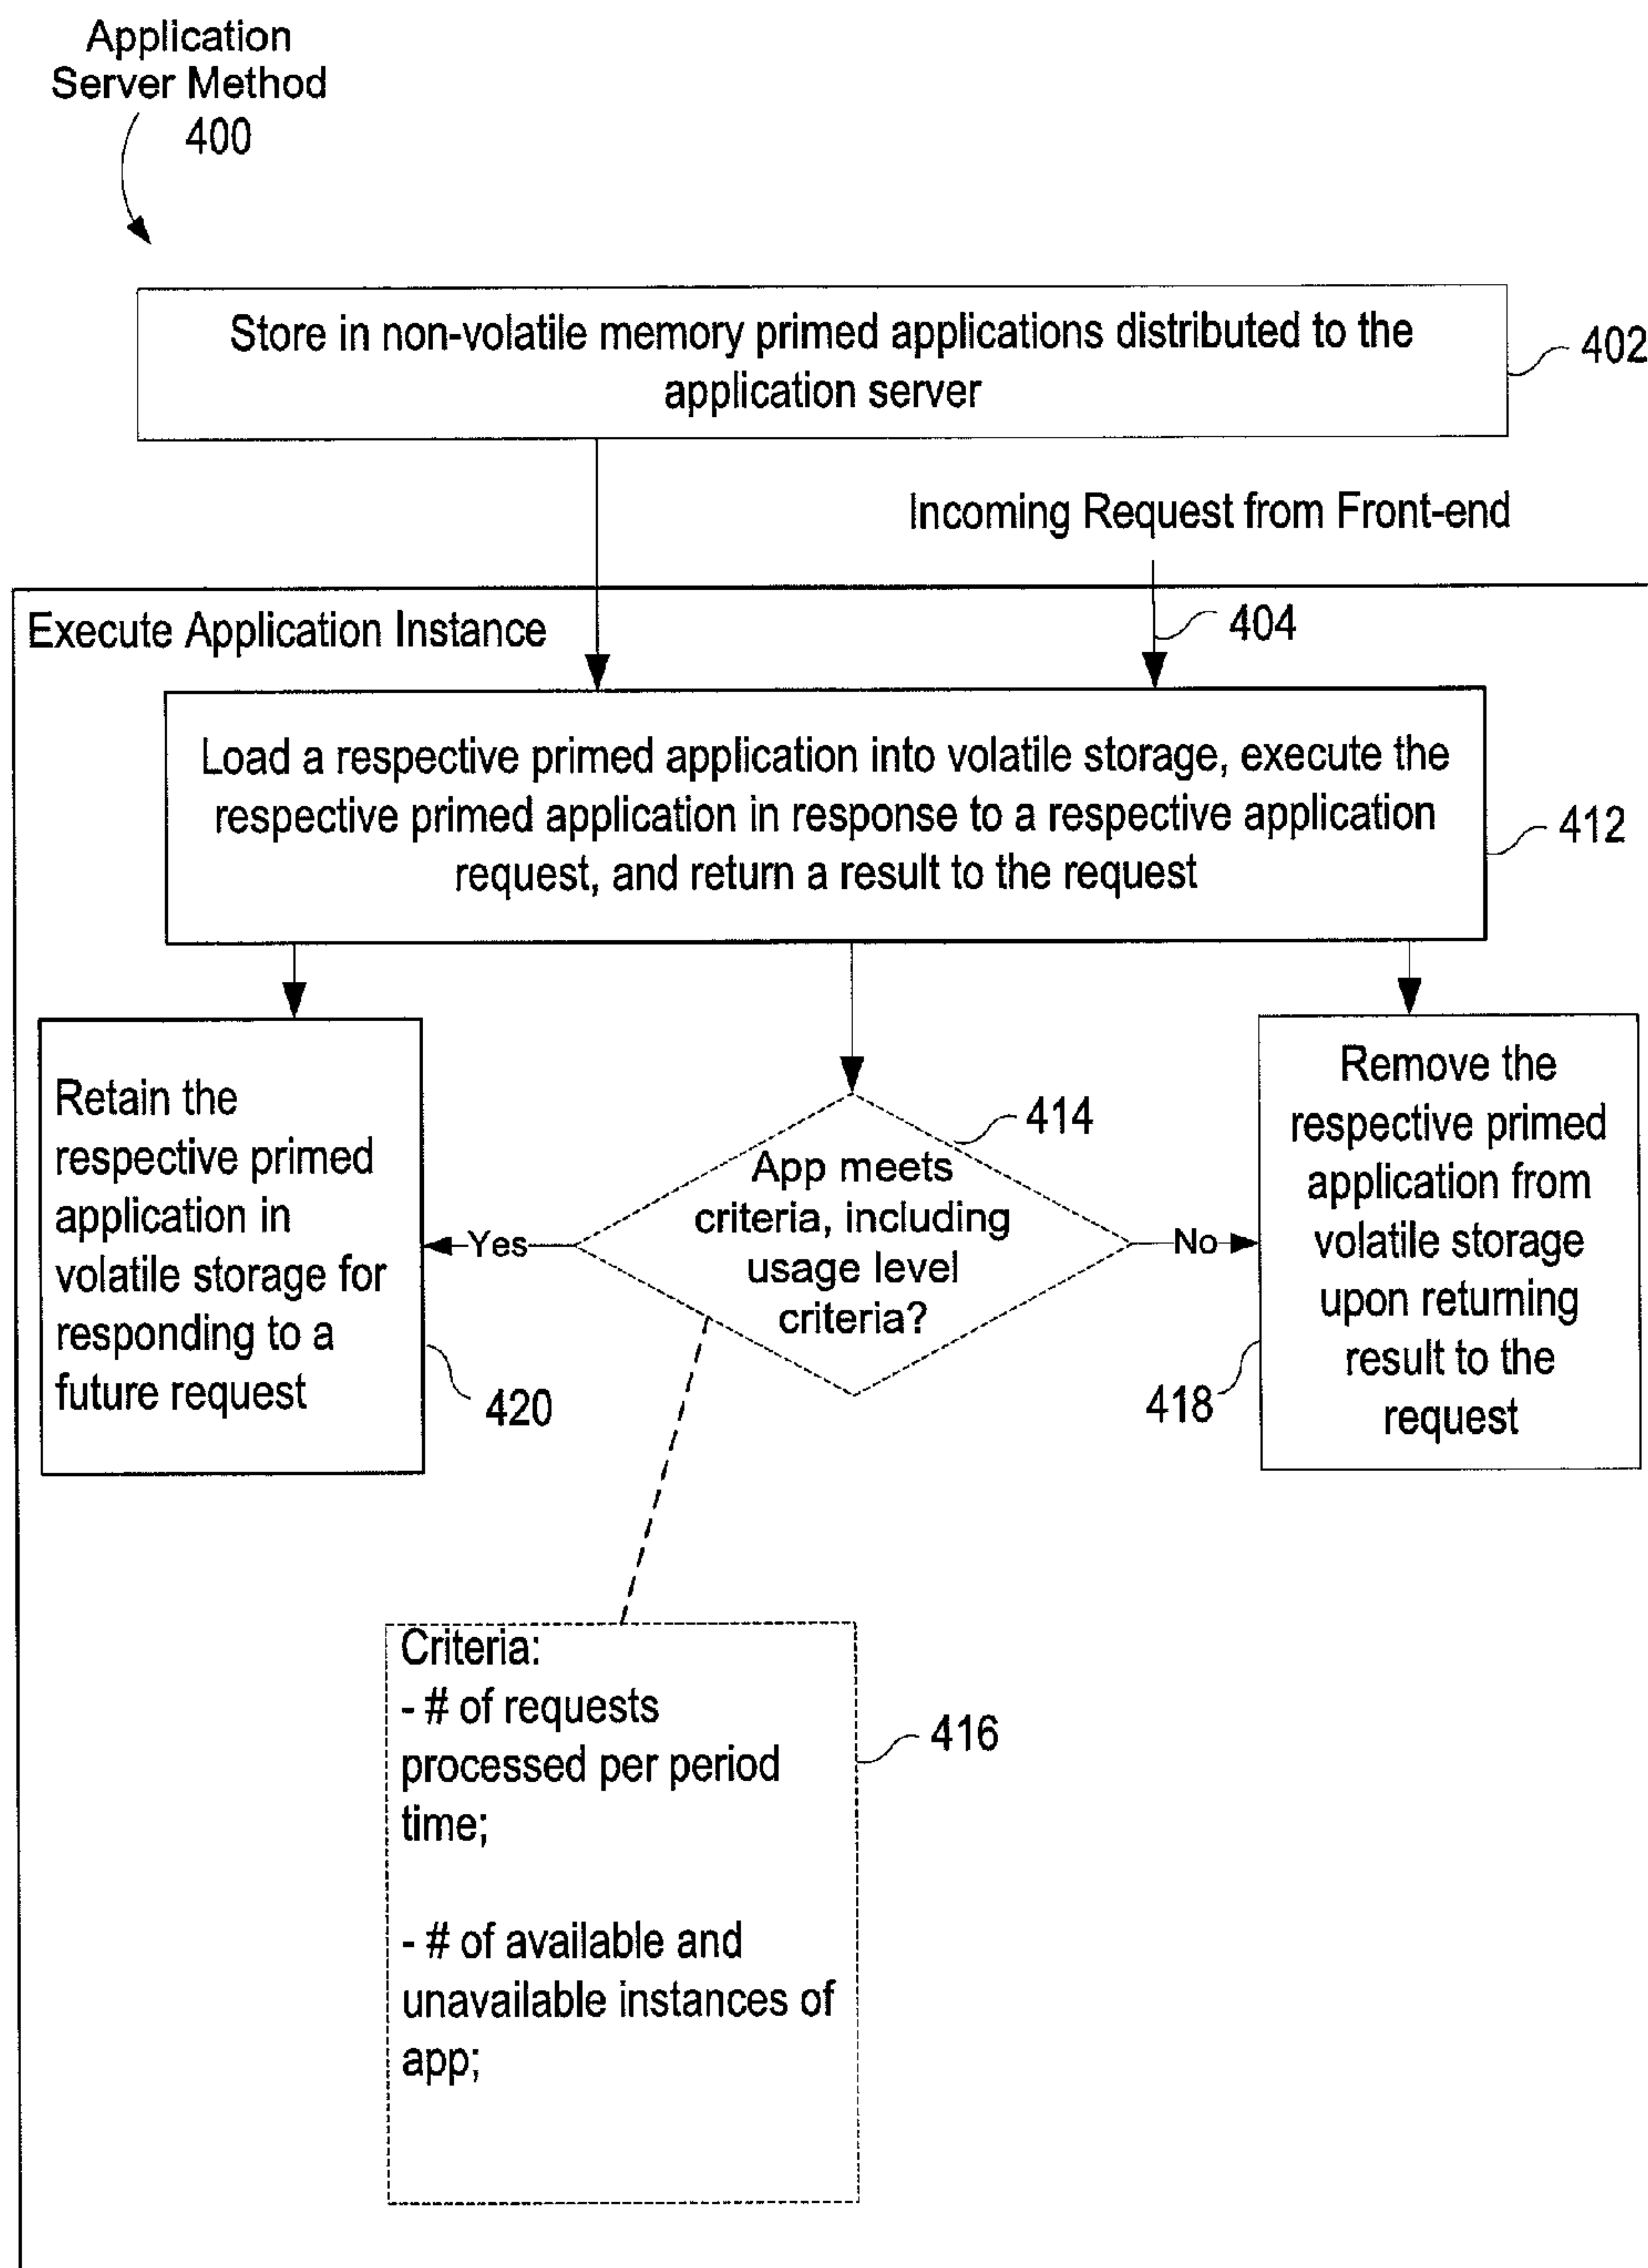 Application
Server Method
400
Store in non-volatile memory primed applications distributed to the
application server
402
Incoming Request from Front-end
Execute Application Instance
404
Load a respective primed application into volatile storage, execute the
respective primed application in response to a respective application
request, and return a result to the request
412
Retain the
respective primed
application in
volatile storage for
responding to a
future request
420
Yes
414
App meets
criteria, including
usage level
criteria?
No
Remove the
respective primed
application from
volatile storage
upon returning
result to the
request
418
Criteria:
- # of requests
processed per period
time;
- # of available and
unavailable instances of
app;
416